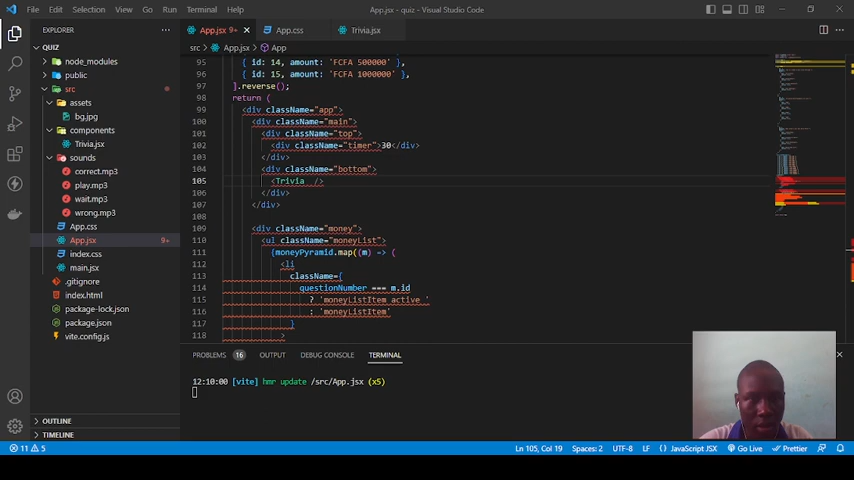 File Edit Selection View Go Run Terminal Help App.jsx - quiz - Visual Studio Code
EXPLORER
QUIZ
node_modules
public
src
assets
bg.jpg
components
Trivia.jsx
sounds
correct.mp3
play.mp3
wait.mp3
wrong.mp3
App.css
App.jsx 9+
index.css
main.jsx
.gitignore
index.html
package-lock.json
package.json
vite.config.js
OUTLINE
TIMELINE
App.jsx 9+ App.css Trivia.jsx
src > App.jsx > App
95 { id: 14, amount: 'FCFA 500000' },
96 { id: 15, amount: 'FCFA 1000000' },
97 ].reverse();
98 return (
99 <div className="app">
100 <div className="main">
101 <div className="top">
102 <div className="timer">30</div>
103 </div>
104 <div className="bottom">
105 <Trivia />
106 </div>
107 </div>
108
109 <div className="money">
110 <ul className="moneyList">
111 {moneyPyramid.map((m) => (
112 <li
113 className={
114 questionNumber === m.id
115 ? 'moneyListItem active '
116 : 'moneyListItem'
117 }
118 >
PROBLEMS 16 OUTPUT DEBUG CONSOLE TERMINAL
12:10:00 [vite] hmr update /src/App.jsx (x5)
11 5 Ln 105, Col 19 Spaces: 2 UTF-8 LF {} JavaScript JSX Go Live Prettier